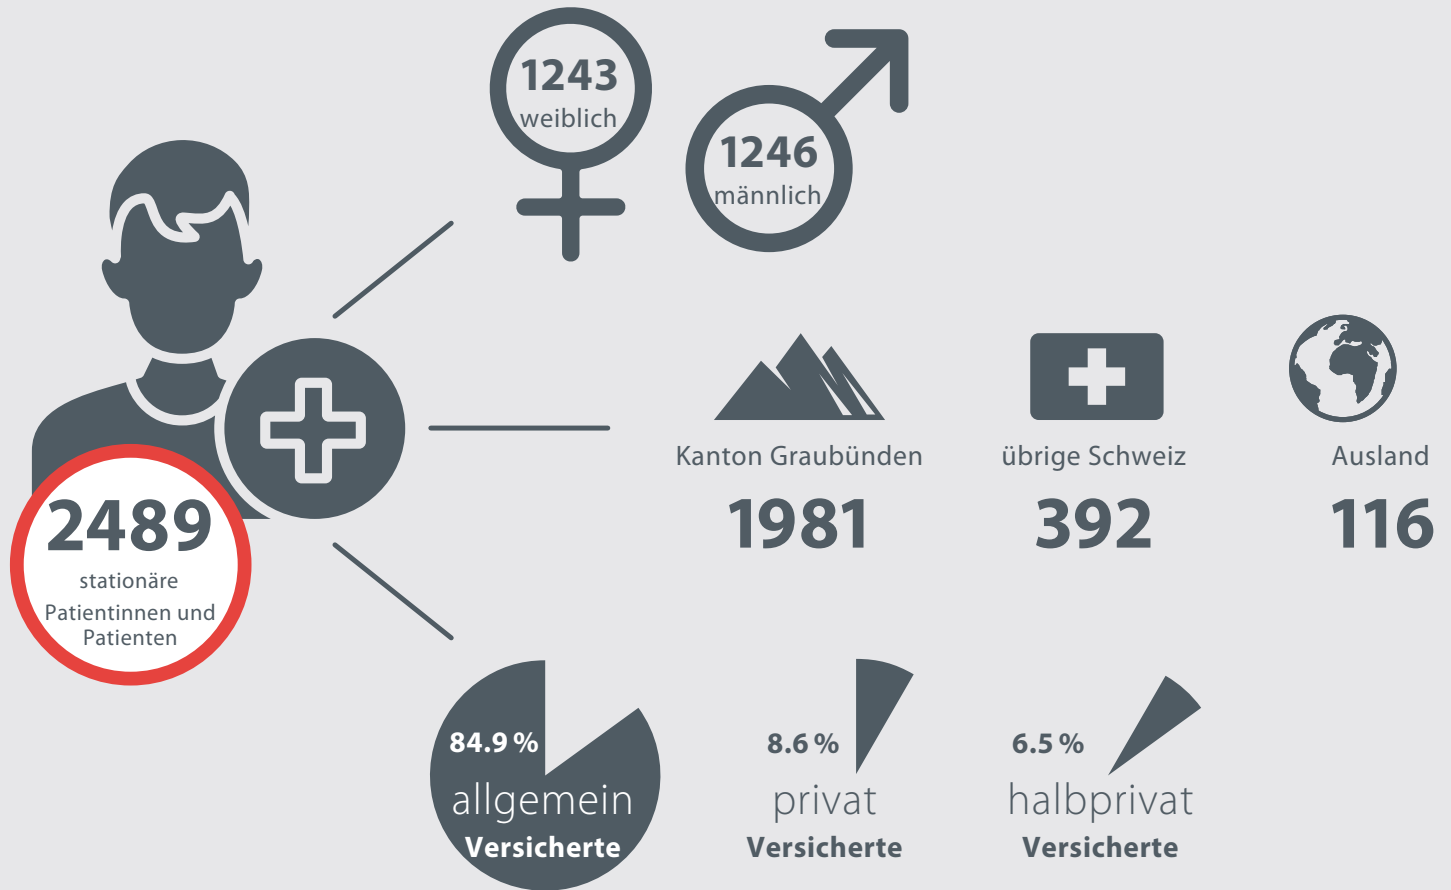 1243
weiblich
1246
männlich
2489
stationäre
Patientinnen und
Patienten
Kanton Graubünden
1981
übrige Schweiz
392
Ausland
116
84.9 %
allgemein
Versicherte
8.6 %
privat
Versicherte
6.5 %
halbprivat
Versicherte